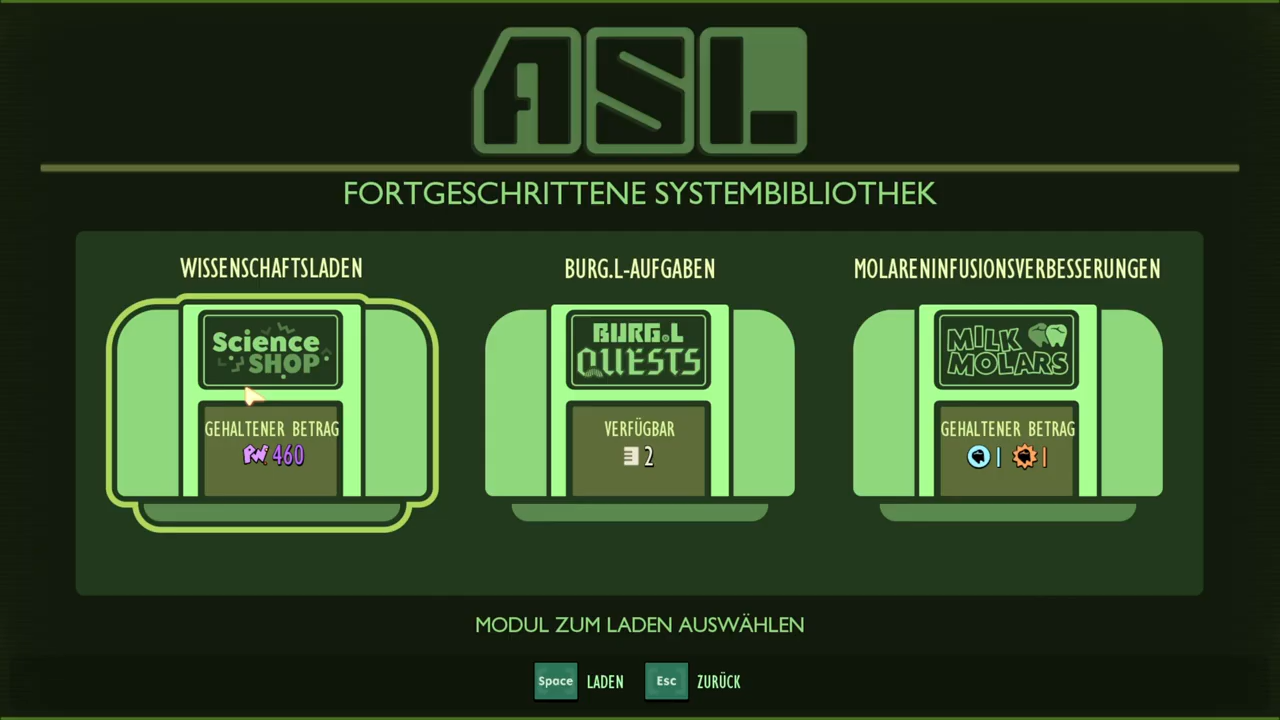 ASL
FORTGESCHRITTENE SYSTEMBIBLIOTHEK
WISSENSCHAFTSLADEN
BURG.L-AUFGABEN
MOLARENINFUSIONSVERBESSERUNGEN
Science
SHOP
BURG.L
QUESTS
MILK
MOLARS
GEHALTENER BETRAG
RW 460
VERFÜGBAR
2
GEHALTENER BETRAG
1 1
MODUL ZUM LADEN AUSWÄHLEN
Space LADEN Esc ZURÜCK